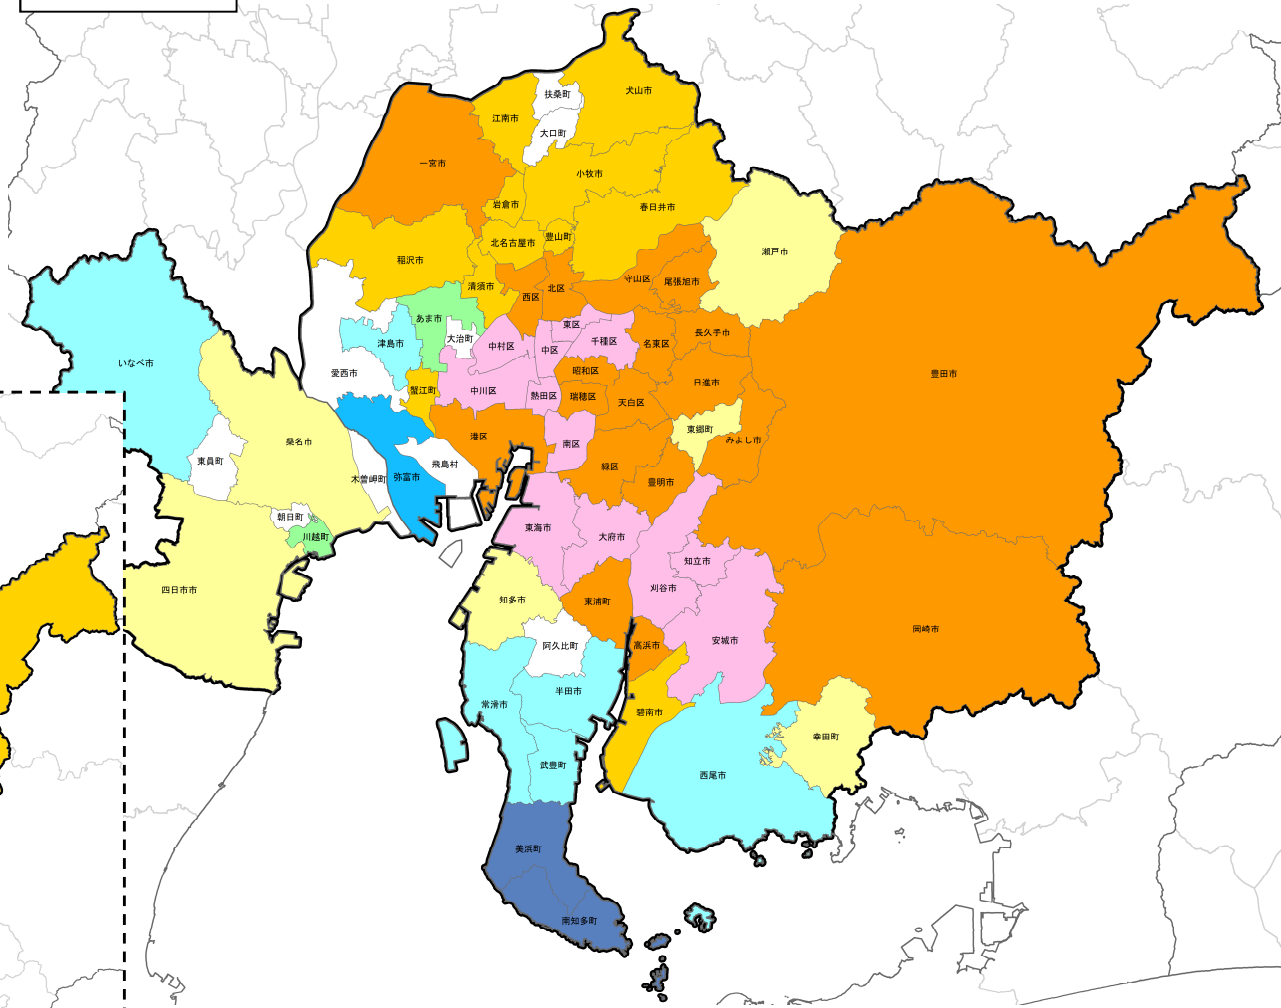 犬山市
扶桑町
江南市
大口町
一宮市
小牧市
岩倉市
春日井市
北名古屋市
豊山町
瀬戸市
稲沢市
守山区
尾張旭市
清須市
北区
西区
あま市
東区
長久手市
大治町
千種区
津島市
中村区
名東区
中区
いなべ市
愛西市
昭和区
豊田市
日進市
蟹江町
中川区
熱田区
瑞穂区
天白区
東郷町
港区
みよし市
桑名市
南区
東員町
飛島村
緑区
木曽岬町
弥富市
豊明市
朝日町
東海市
川越町
大府市
知立市
四日市市
刈谷市
知多市
東浦町
岡崎市
安城市
阿久比町
高浜市
半田市
常滑市
碧南市
幸田町
武豊町
西尾市
美浜町
南知多町